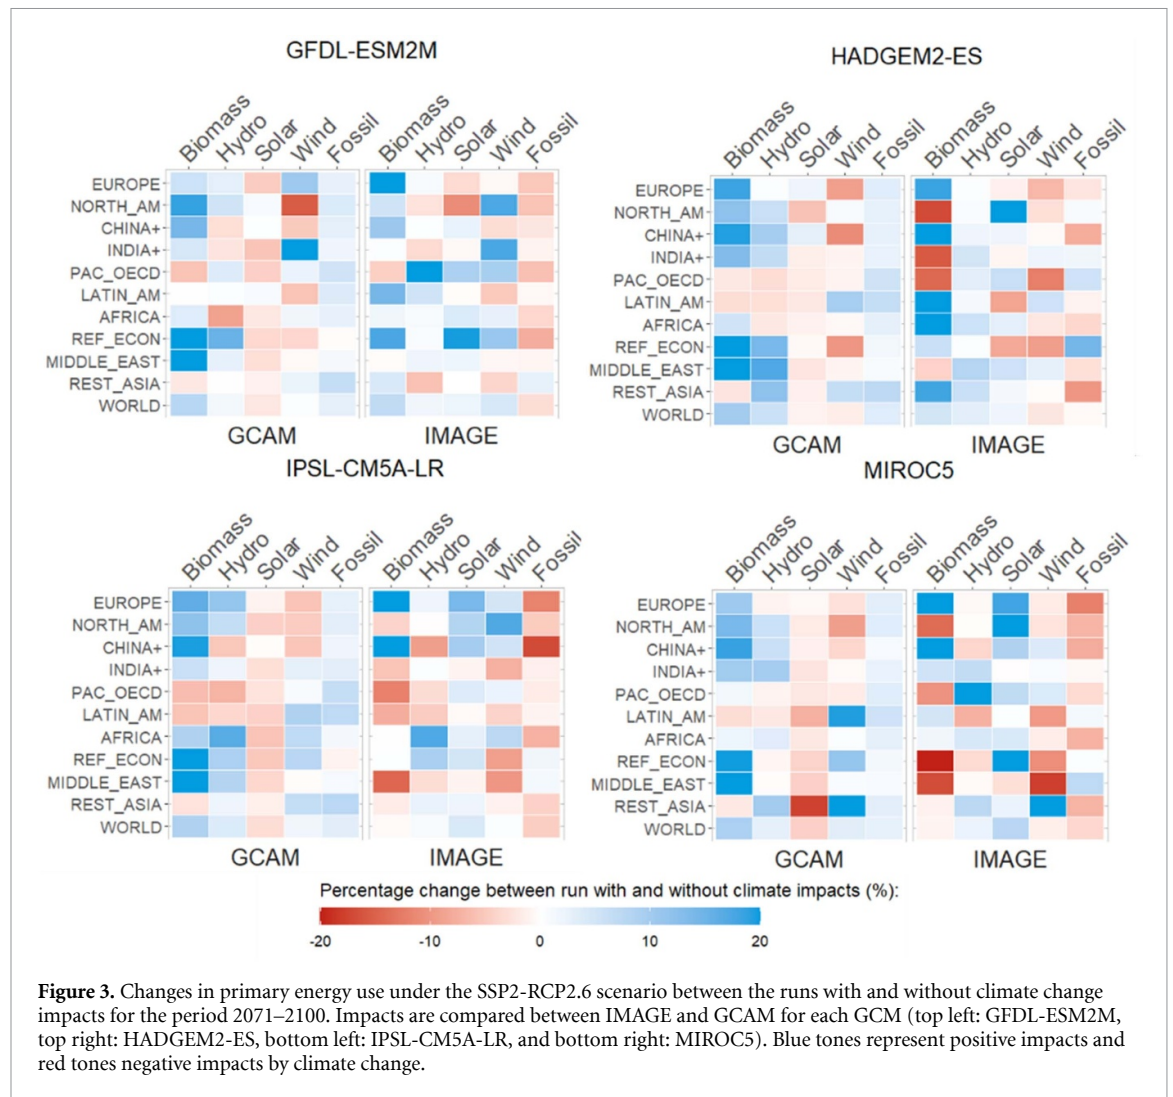 GFDL-ESM2M
Biomass Hydro Solar Wind Fossil Biomass Hydro Solar Wind Fossil
EUROPE
NORTH_AM
CHINA+
INDIA+
PAC_OECD
LATIN_AM
AFRICA
REF_ECON
MIDDLE_EAST
REST_ASIA
WORLD
GCAM IMAGE
HADGEM2-ES
Biomass Hydro Solar Wind Fossil Biomass Hydro Solar Wind Fossil
EUROPE
NORTH_AM
CHINA+
INDIA+
PAC_OECD
LATIN_AM
AFRICA
REF_ECON
MIDDLE_EAST
REST_ASIA
WORLD
GCAM IMAGE
IPSL-CM5A-LR
Biomass Hydro Solar Wind Fossil Biomass Hydro Solar Wind Fossil
EUROPE
NORTH_AM
CHINA+
INDIA+
PAC_OECD
LATIN_AM
AFRICA
REF_ECON
MIDDLE_EAST
REST_ASIA
WORLD
GCAM IMAGE
MIROC5
Biomass Hydro Solar Wind Fossil Biomass Hydro Solar Wind Fossil
EUROPE
NORTH_AM
CHINA+
INDIA+
PAC_OECD
LATIN_AM
AFRICA
REF_ECON
MIDDLE_EAST
REST_ASIA
WORLD
GCAM IMAGE
Percentage change between run with and without climate impacts (%):
-20 -10 0 10 20
Figure 3. Changes in primary energy use under the SSP2-RCP2.6 scenario between the runs with and without climate change
impacts for the period 2071–2100. Impacts are compared between IMAGE and GCAM for each GCM (top left: GFDL-ESM2M,
top right: HADGEM2-ES, bottom left: IPSL-CM5A-LR, and bottom right: MIROC5). Blue tones represent positive impacts and
red tones negative impacts by climate change.